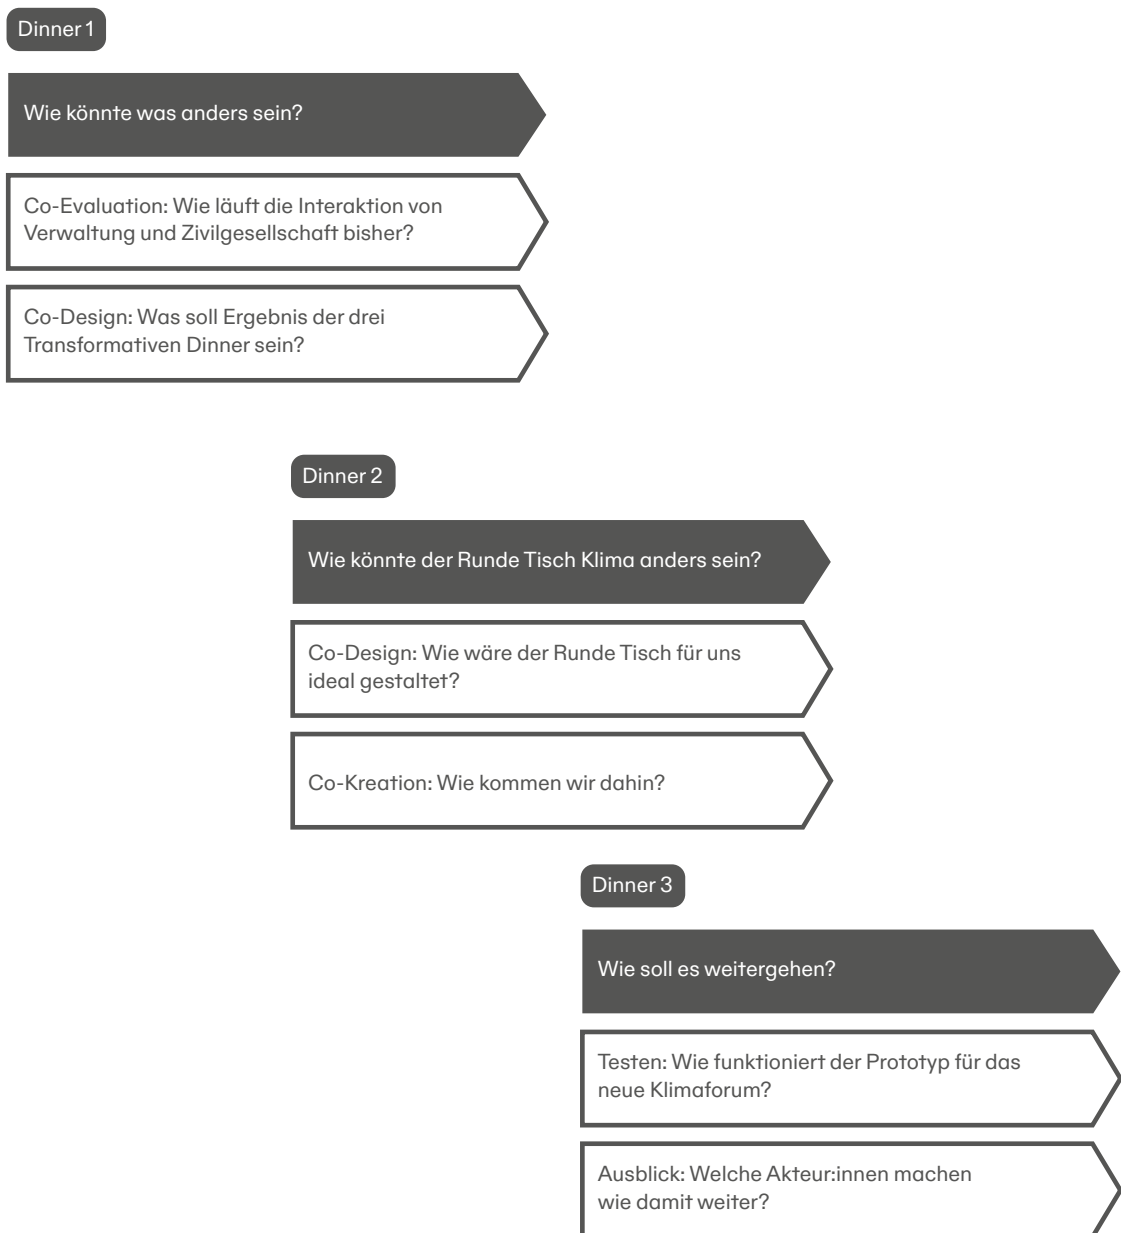 Dinner 1
Wie könnte was anders sein?
Co-Evaluation: Wie läuft die Interaktion von
Verwaltung und Zivilgesellschaft bisher?
Co-Design: Was soll Ergebnis der drei
Transformativen Dinner sein?
Dinner 2
Wie könnte der Runde Tisch Klima anders sein?
Co-Design: Wie wäre der Runde Tisch für uns
ideal gestaltet?
Co-Kreation: Wie kommen wir dahin?
Dinner 3
Wie soll es weitergehen?
Testen: Wie funktioniert der Prototyp für das
neue Klimaforum?
Ausblick: Welche Akteur:innen machen
wie damit weiter?